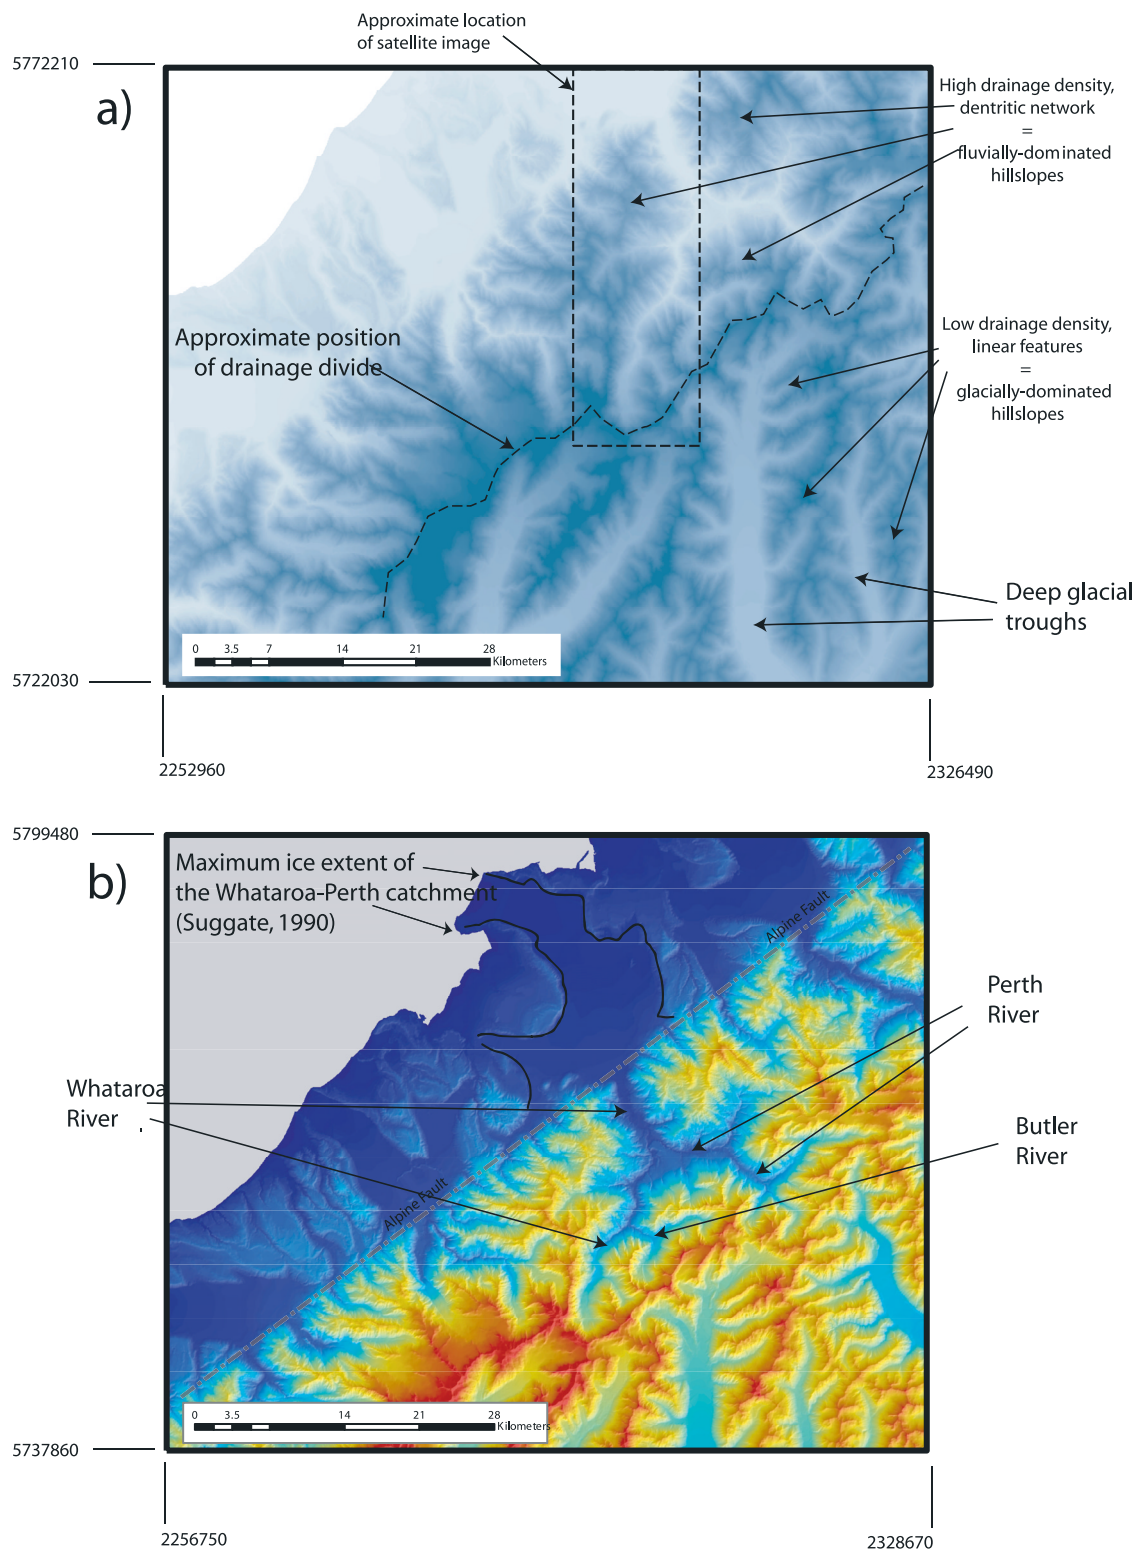 Approximate location
of satellite image
5772210
a)
High drainage density,
dentritic network
=
fluvially-dominated
hillslopes
Approximate position
of drainage divide
Low drainage density,
linear features
=
glacially-dominated
hillslopes
Deep glacial
troughs
0 3.5 7 14 21 28
Kilometers
5722030
2252960
2326490
5799480
b)
Maximum ice extent of
the Whataroa-Perth catchment
(Suggate, 1990)
Alpine Fault
Perth
River
Whataroa
River
Butler
River
Alpine Fault
0 3.5 14 21 28
Kilometers
5737860
2256750
2328670